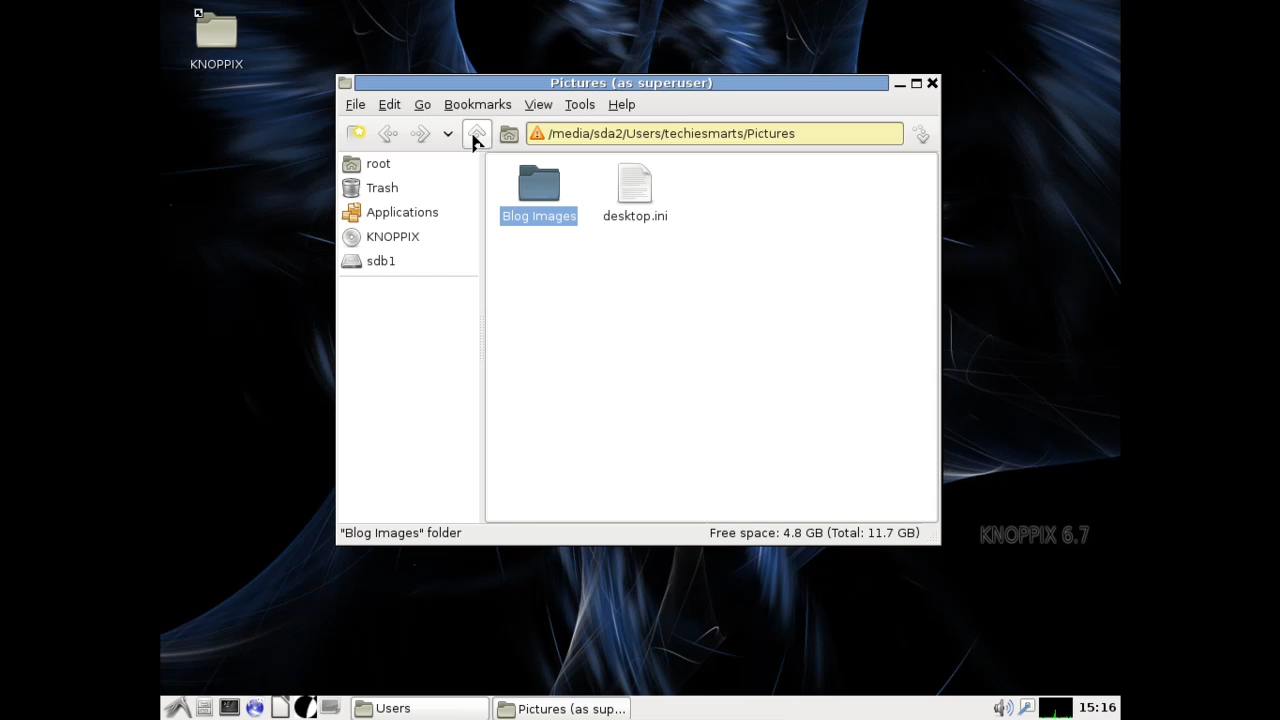 KNOPPIX
Pictures (as superuser)
File Edit Go Bookmarks View Tools Help
/media/sda2/Users/techiesmarts/Pictures
root
Trash
Applications
KNOPPIX
sdb1
Blog Images
desktop.ini
"Blog Images" folder
Free space: 4.8 GB (Total: 11.7 GB)
KNOPPIX 6.7
Users
Pictures (as sup...
15:16